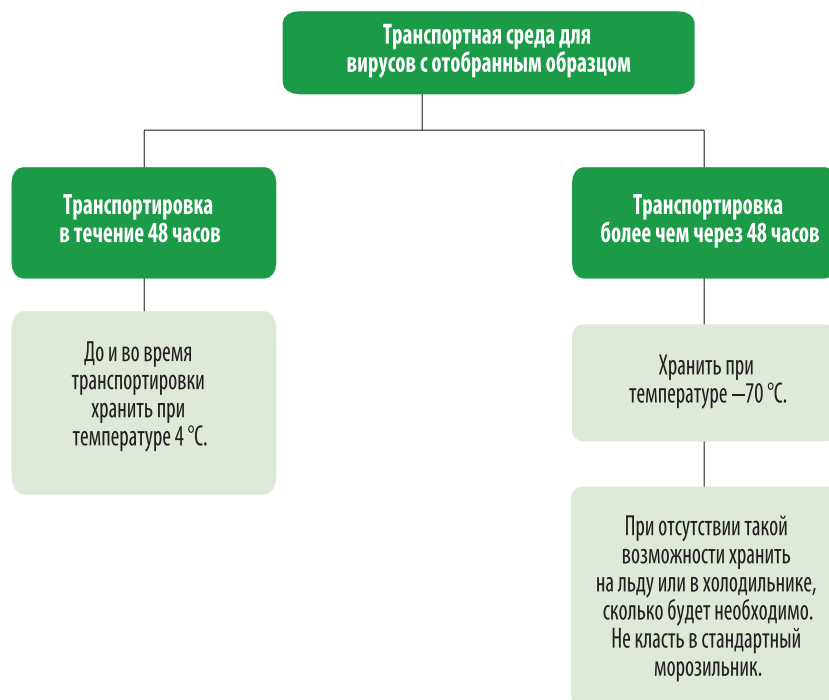 Транспортная среда для
вирусов с отобранным образцом
Транспортировка
в течение 48 часов
До и во время
транспортировки
хранить при
температуре 4 °C.
Транспортировка
более чем через 48 часов
Хранить при
температуре –70 °C.
При отсутствии такой
возможности хранить
на льду или в холодильнике,
сколько будет необходимо.
Не класть в стандартный
морозильник.